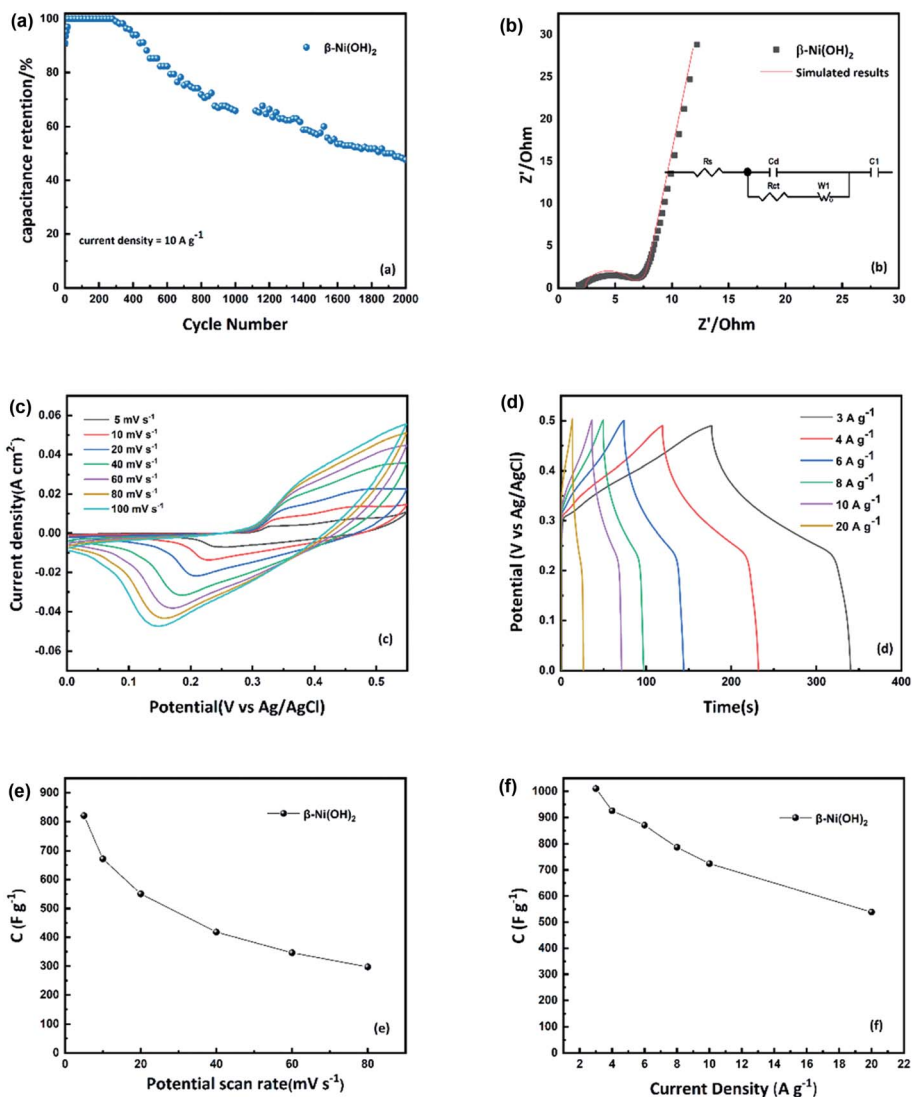 (a)
100
80
60
40
20
0
0 200 400 600 800 1000 1200 1400 1600 1800 2000
capacitance retention/%
Cycle Number
β-Ni(OH)₂
current density = 10 A g⁻¹
(a)
(b)
30
25
20
15
10
5
0
0 5 10 15 20 25 30
Z'/Ohm
Z'/Ohm
β-Ni(OH)₂
Simulated results
Rs Cd C1
Rct W1
(b)
(c)
0.06
0.04
0.02
0.00
-0.02
-0.04
-0.06
0.0 0.1 0.2 0.3 0.4 0.5
Current density(A cm⁻²)
Potential(V vs Ag/AgCl)
5 mV s⁻¹
10 mV s⁻¹
20 mV s⁻¹
40 mV s⁻¹
60 mV s⁻¹
80 mV s⁻¹
100 mV s⁻¹
(c)
(d)
0.5
0.4
0.3
0.2
0.1
0.0
0 100 200 300 400
Potential (V vs Ag/AgCl)
Time(s)
3 A g⁻¹
4 A g⁻¹
6 A g⁻¹
8 A g⁻¹
10 A g⁻¹
20 A g⁻¹
(d)
(e)
900
800
700
600
500
400
300
200
100
0
0 20 40 60 80
C (F g⁻¹)
Potential scan rate(mV s⁻¹)
β-Ni(OH)₂
(e)
(f)
1000
900
800
700
600
500
400
300
200
100
0
2 4 6 8 10 12 14 16 18 20 22
C (F g⁻¹)
Current Density (A g⁻¹)
β-Ni(OH)₂
(f)